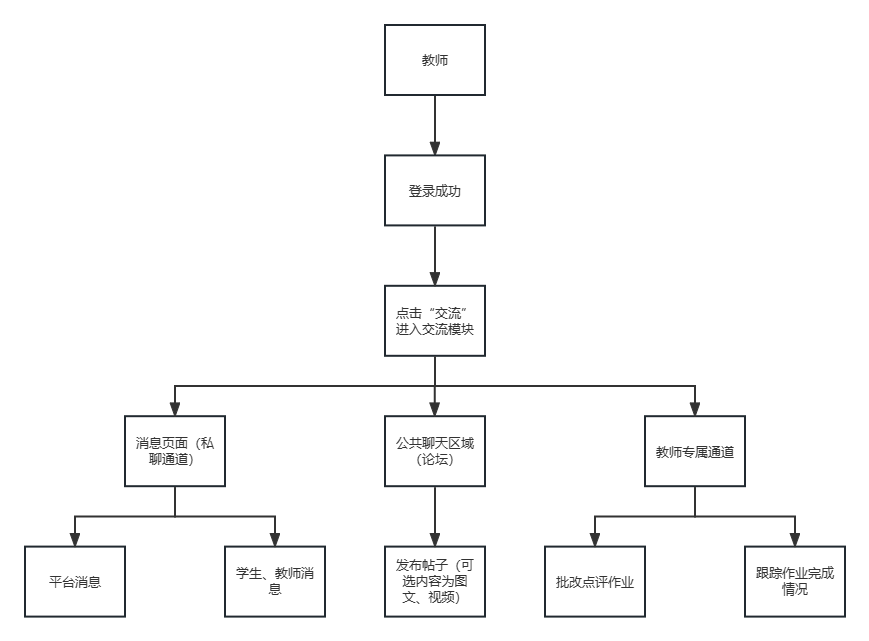 教师
登录成功
点击“交流”
进入交流模块
消息页面（私
聊通道）
公共聊天区域
（论坛）
教师专属通道
平台消息
学生、教师消
息
发布帖子（可
选内容为图
文、视频）
批改点评作业
跟踪作业完成
情况